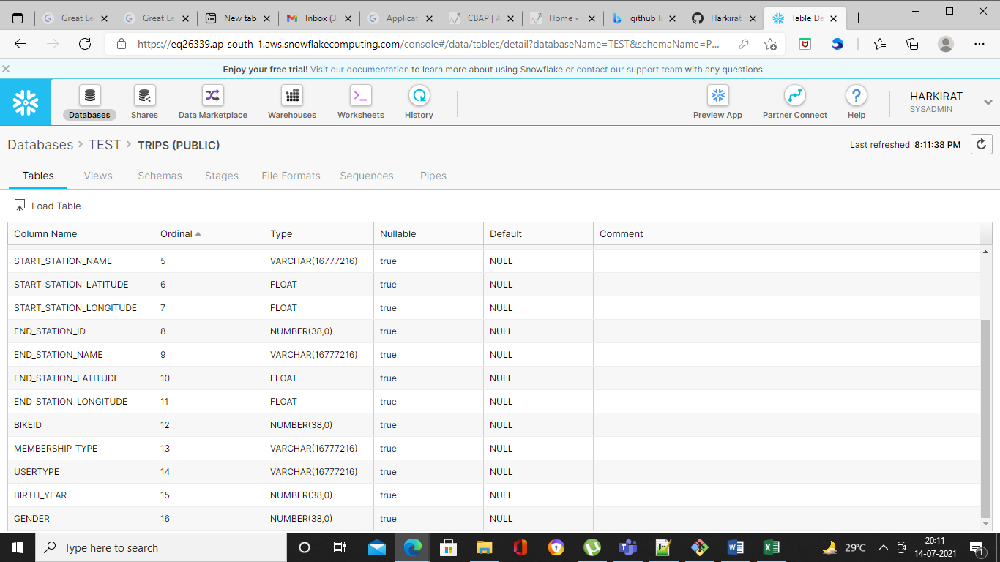 Great Le
Great Le
New tab
Inbox (3
Applicat
CBAP | A
Home •
github lo
Harkirat
Table De
https://eq26339.ap-south-1.aws.snowflakecomputing.com/console#/data/tables/detail?databaseName=TEST&schemaName=P...
Enjoy your free trial! Visit our documentation to learn more about using Snowflake or contact our support team with any questions.
Databases
Shares
Data Marketplace
Warehouses
Worksheets
History
Preview App
Partner Connect
Help
HARKIRAT
SYSADMIN
Databases > TEST > TRIPS (PUBLIC)
Last refreshed 8:11:38 PM
Tables Views Schemas Stages File Formats Sequences Pipes
Load Table
Column Name Ordinal Type Nullable Default Comment
START_STATION_NAME 5 VARCHAR(16777216) true NULL
START_STATION_LATITUDE 6 FLOAT true NULL
START_STATION_LONGITUDE 7 FLOAT true NULL
END_STATION_ID 8 NUMBER(38,0) true NULL
END_STATION_NAME 9 VARCHAR(16777216) true NULL
END_STATION_LATITUDE 10 FLOAT true NULL
END_STATION_LONGITUDE 11 FLOAT true NULL
BIKEID 12 NUMBER(38,0) true NULL
MEMBERSHIP_TYPE 13 VARCHAR(16777216) true NULL
USERTYPE 14 VARCHAR(16777216) true NULL
BIRTH_YEAR 15 NUMBER(38,0) true NULL
GENDER 16 NUMBER(38,0) true NULL
Type here to search
29°C
20:11
14-07-2021
1